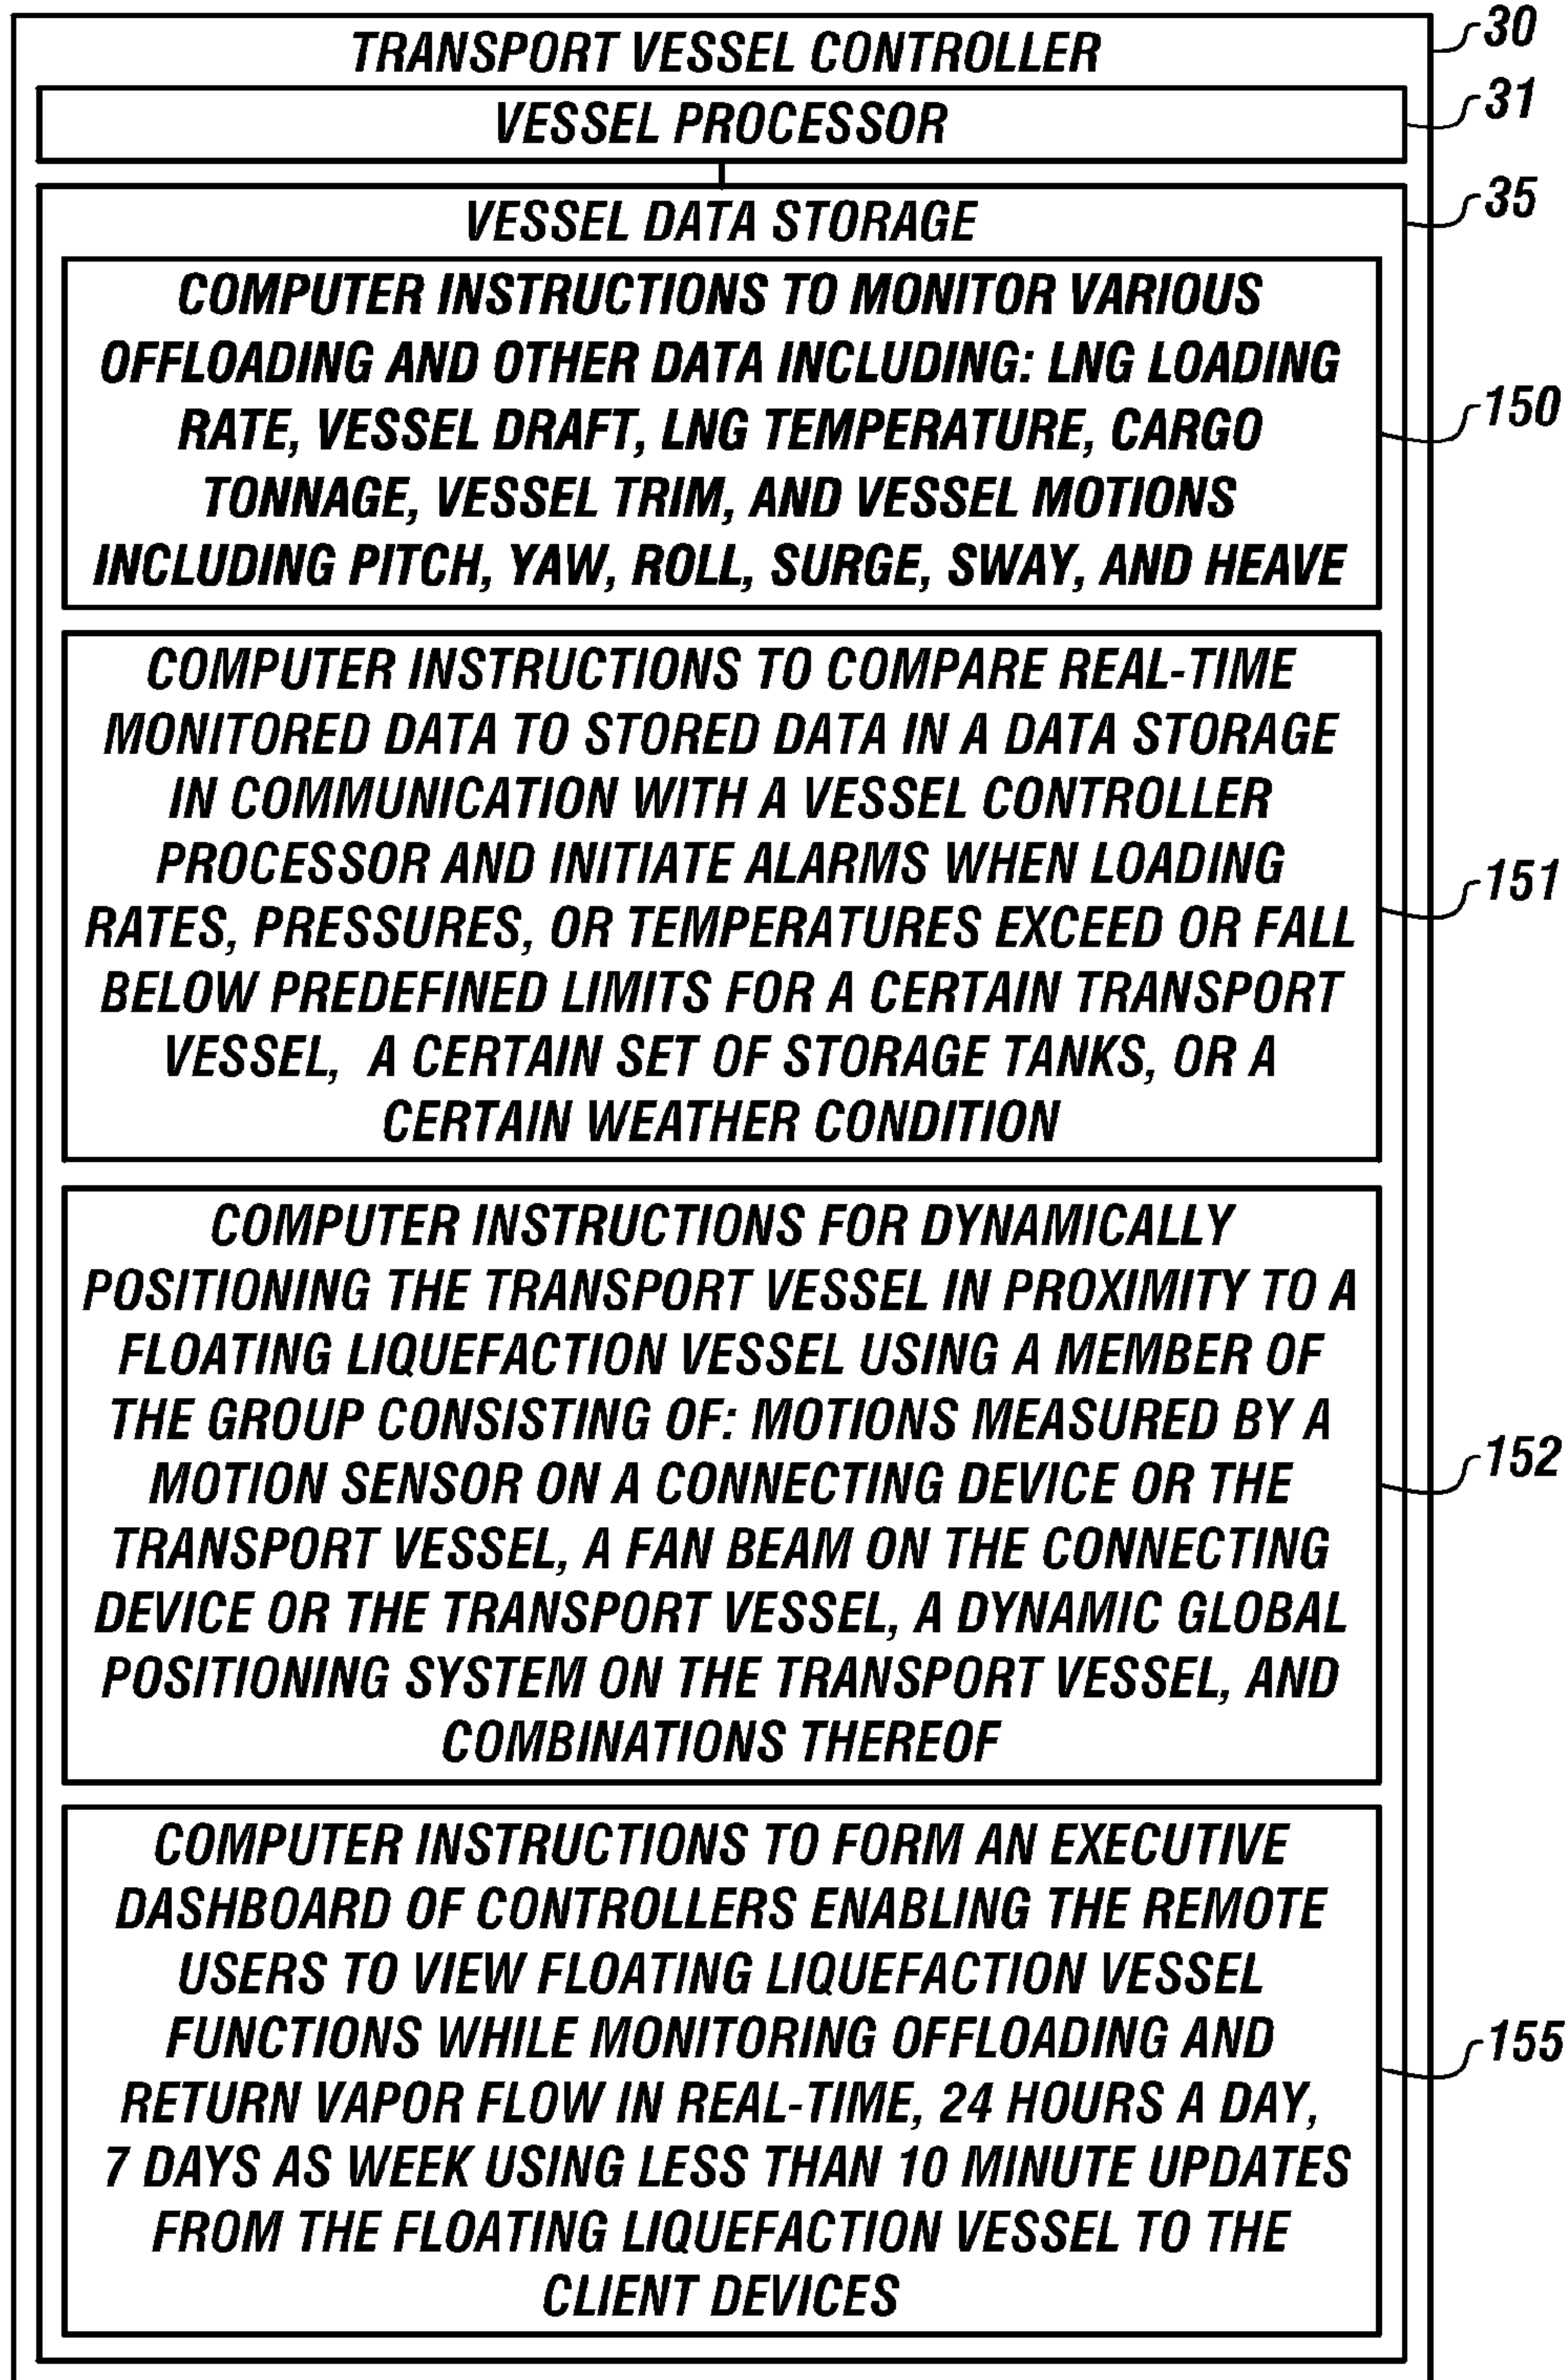 TRANSPORT VESSEL CONTROLLER
30
VESSEL PROCESSOR
31
VESSEL DATA STORAGE
35
COMPUTER INSTRUCTIONS TO MONITOR VARIOUS
OFFLOADING AND OTHER DATA INCLUDING: LNG LOADING
RATE, VESSEL DRAFT, LNG TEMPERATURE, CARGO
TONNAGE, VESSEL TRIM, AND VESSEL MOTIONS
INCLUDING PITCH, YAW, ROLL, SURGE, SWAY, AND HEAVE
150
COMPUTER INSTRUCTIONS TO COMPARE REAL-TIME
MONITORED DATA TO STORED DATA IN A DATA STORAGE
IN COMMUNICATION WITH A VESSEL CONTROLLER
PROCESSOR AND INITIATE ALARMS WHEN LOADING
RATES, PRESSURES, OR TEMPERATURES EXCEED OR FALL
BELOW PREDEFINED LIMITS FOR A CERTAIN TRANSPORT
VESSEL, A CERTAIN SET OF STORAGE TANKS, OR A
CERTAIN WEATHER CONDITION
151
COMPUTER INSTRUCTIONS FOR DYNAMICALLY
POSITIONING THE TRANSPORT VESSEL IN PROXIMITY TO A
FLOATING LIQUEFACTION VESSEL USING A MEMBER OF
THE GROUP CONSISTING OF: MOTIONS MEASURED BY A
MOTION SENSOR ON A CONNECTING DEVICE OR THE
TRANSPORT VESSEL, A FAN BEAM ON THE CONNECTING
DEVICE OR THE TRANSPORT VESSEL, A DYNAMIC GLOBAL
POSITIONING SYSTEM ON THE TRANSPORT VESSEL, AND
COMBINATIONS THEREOF
152
COMPUTER INSTRUCTIONS TO FORM AN EXECUTIVE
DASHBOARD OF CONTROLLERS ENABLING THE REMOTE
USERS TO VIEW FLOATING LIQUEFACTION VESSEL
FUNCTIONS WHILE MONITORING OFFLOADING AND
RETURN VAPOR FLOW IN REAL-TIME, 24 HOURS A DAY,
7 DAYS AS WEEK USING LESS THAN 10 MINUTE UPDATES
FROM THE FLOATING LIQUEFACTION VESSEL TO THE
CLIENT DEVICES
155